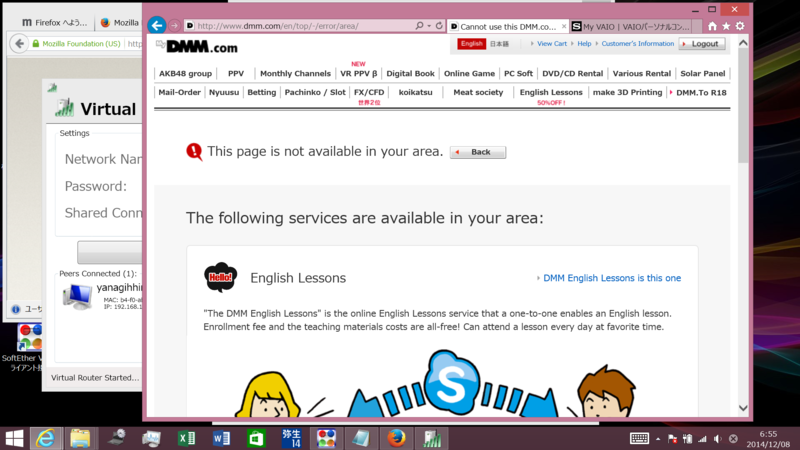 Firefox へよう...
Mozilla F
Mozilla Foundation (US)
http://www.dmm.com/en/top/-/error/area/
Cannot use this DMM.co...
My VAIO | VAIOパーソナルコン...
DMM.com
English 日本語
View Cart Help Customer's Information Logout
NEW
AKB48 group PPV Monthly Channels VR PPV β Digital Book Online Game PC Soft DVD/CD Rental Various Rental Solar Panel
Mail-Order Nyuusu Betting Pachinko / Slot FX/CFD koikatsu Meat society English Lessons make 3D Printing DMM.To R18
世界2位 50%OFF!
This page is not available in your area. Back
The following services are available in your area:
Hello!
English Lessons
DMM English Lessons is this one
"The DMM English Lessons" is the online English Lessons service that a one-to-one enables an English lesson.
Enrollment fee and the teaching materials costs are all-free! Can attend a lesson every day at favorite time.
S
Virtual
Settings
Network Nam
Password:
Shared Conn
Peers Connected (1):
yanagihhir
MAC: b4-f0-a
IP: 192.168.1
ユーサ
SoftEther V
Virtual Router Started...
弥生
14
6:55
2014/12/08